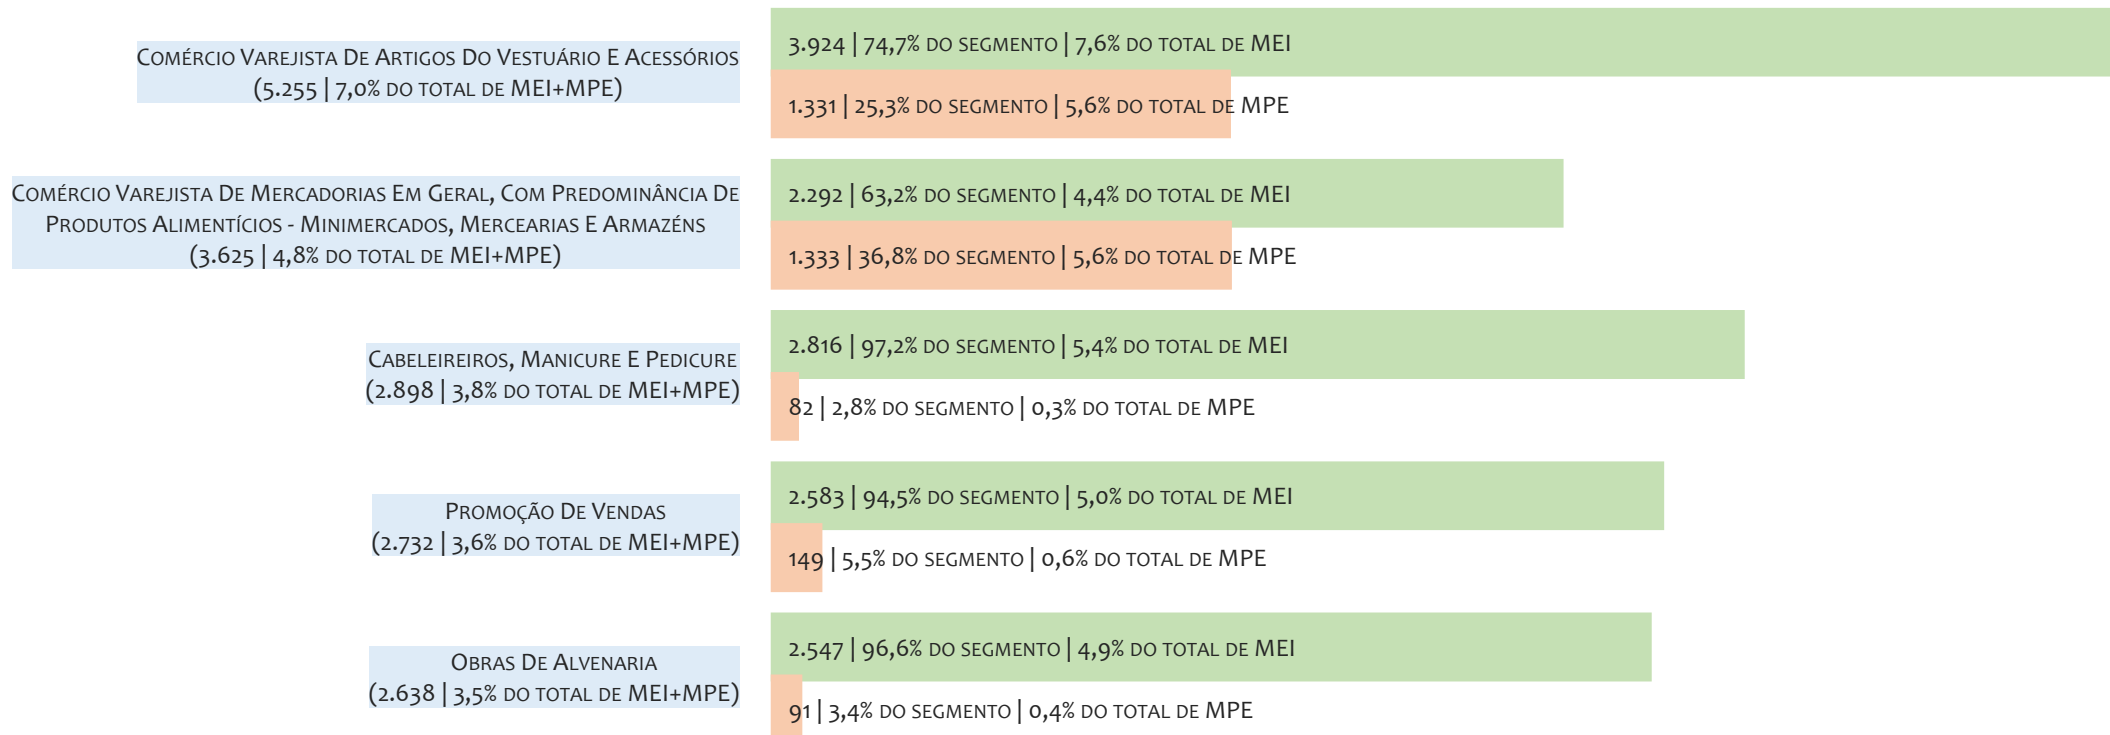 Comércio Varejista De Artigos Do Vestuário E Acessórios
(5.255 | 7,0% do total de MEI+MPE)
3.924 | 74,7% do segmento | 7,6% do total de MEI
1.331 | 25,3% do segmento | 5,6% do total de MPE
Comércio Varejista De Mercadorias Em Geral, Com Predominância De
Produtos Alimentícios - Minimercados, Mercearias E Armazéns
(3.625 | 4,8% do total de MEI+MPE)
2.292 | 63,2% do segmento | 4,4% do total de MEI
1.333 | 36,8% do segmento | 5,6% do total de MPE
Cabeleireiros, Manicure E Pedicure
(2.898 | 3,8% do total de MEI+MPE)
2.816 | 97,2% do segmento | 5,4% do total de MEI
82 | 2,8% do segmento | 0,3% do total de MPE
Promoção De Vendas
(2.732 | 3,6% do total de MEI+MPE)
2.583 | 94,5% do segmento | 5,0% do total de MEI
149 | 5,5% do segmento | 0,6% do total de MPE
Obras De Alvenaria
(2.638 | 3,5% do total de MEI+MPE)
2.547 | 96,6% do segmento | 4,9% do total de MEI
91 | 3,4% do segmento | 0,4% do total de MPE